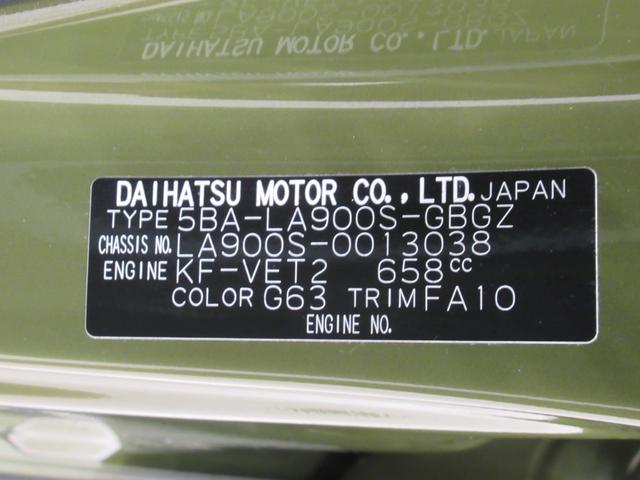 DAIHATSU MOTOR CO., LTD. JAPAN
TYPE 5BA-LA900S-GBGZ
CHASSIS NO. LA900S-0013038
ENGINE KF-VET2 658cc
COLOR G63 TRIM FA10
ENGINE NO.